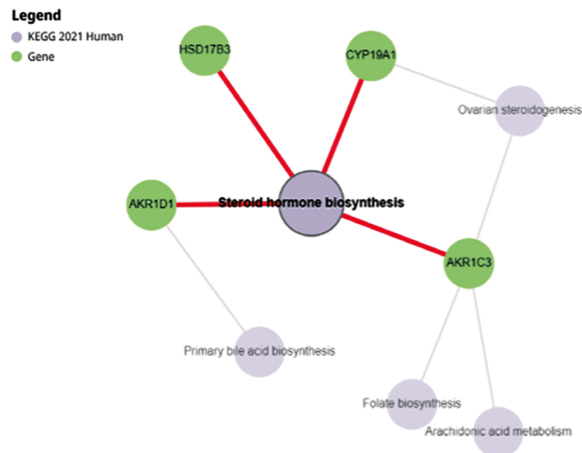 Legend
KEGG 2021 Human
Gene
HSD17B3
CYP19A1
Ovarian steroidogenesis
AKR1D1
Steroid hormone biosynthesis
AKR1C3
Primary bile acid biosynthesis
Folate biosynthesis
Arachidonic acid metabolism